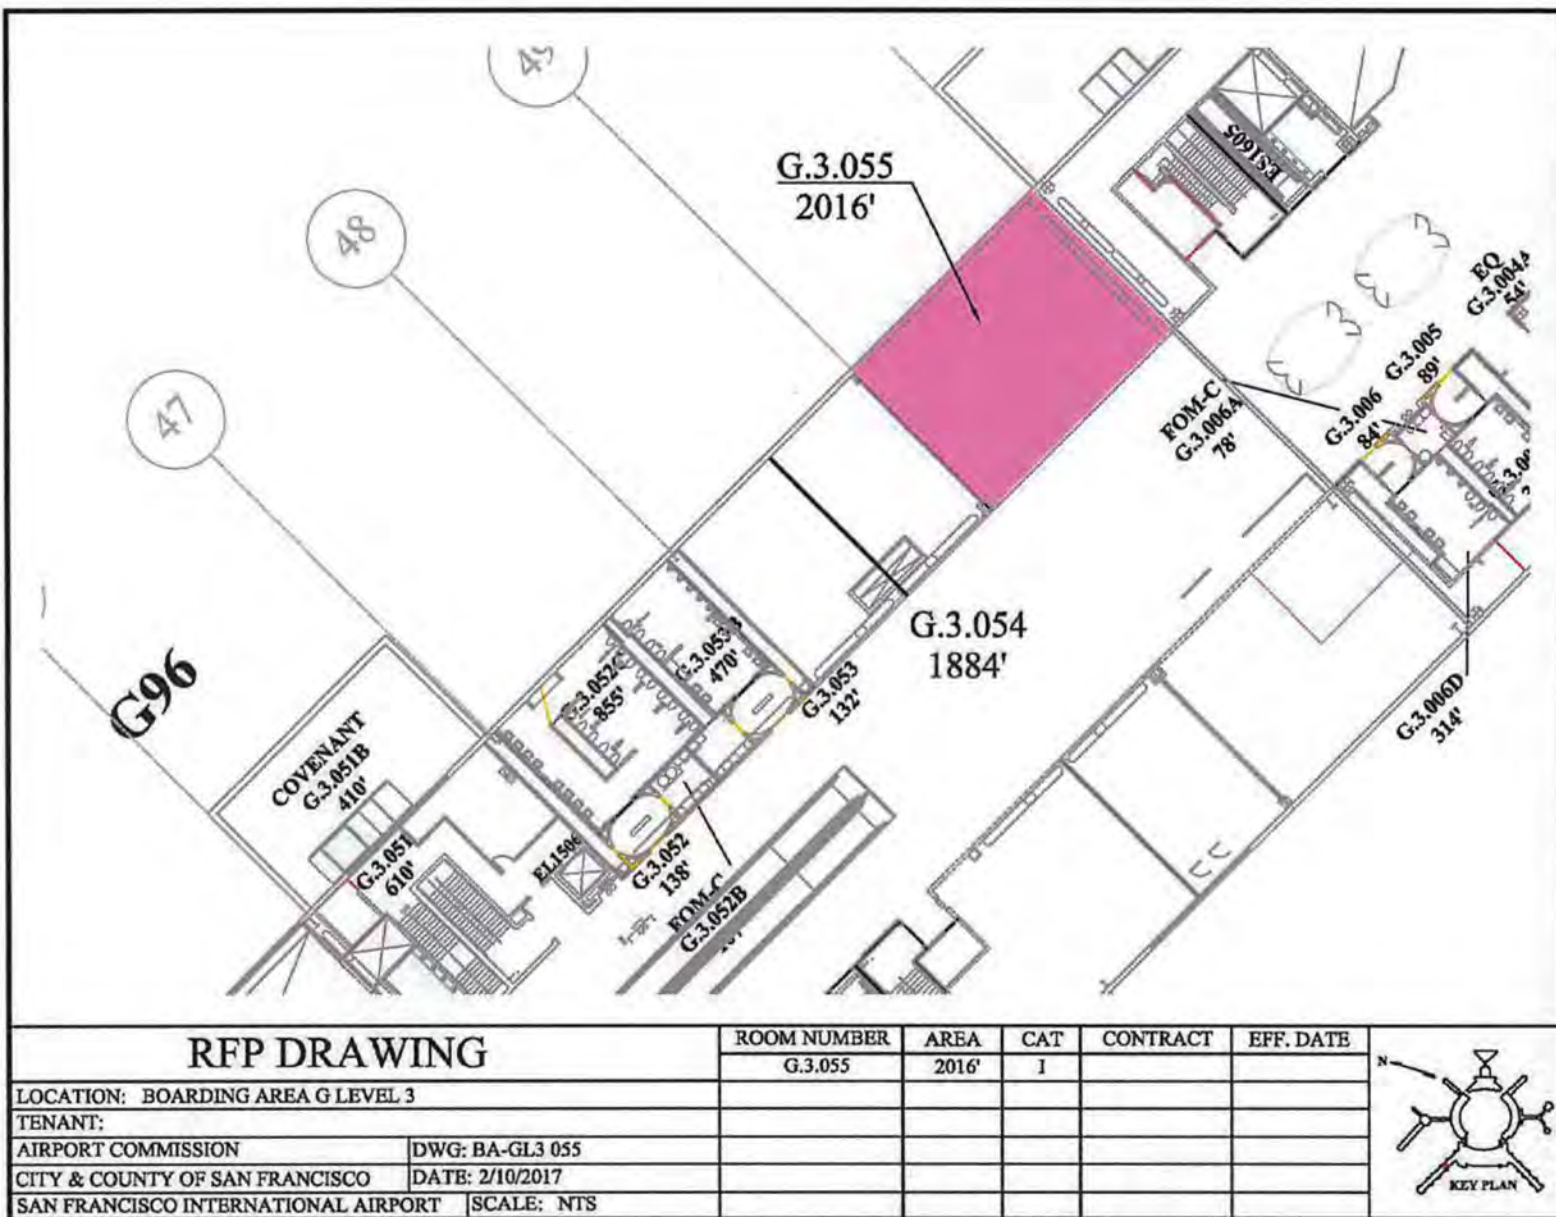 49
48
47
G.3.055
2016'
ES1605
EQ
G.3.004A
54'
G.3.005
89'
G.3.006
84'
FOM-C
G.3.006A
78'
G.3.054
1884'
G.3.053B
470'
G.3.052C
855'
G.3.053
132'
G.3.006D
314'
G96
COVENANT
G.3.051B
410'
G.3.051
610'
EL1506
G.3.052
138'
FOM-C
G.3.052B
RFP DRAWING
ROOM NUMBER AREA CAT CONTRACT EFF. DATE
G.3.055 2016' 1
LOCATION: BOARDING AREA G LEVEL 3
TENANT:
AIRPORT COMMISSION DWG: BA-GL3 055
CITY & COUNTY OF SAN FRANCISCO DATE: 2/10/2017
SAN FRANCISCO INTERNATIONAL AIRPORT SCALE: NTS
N
KEY PLAN